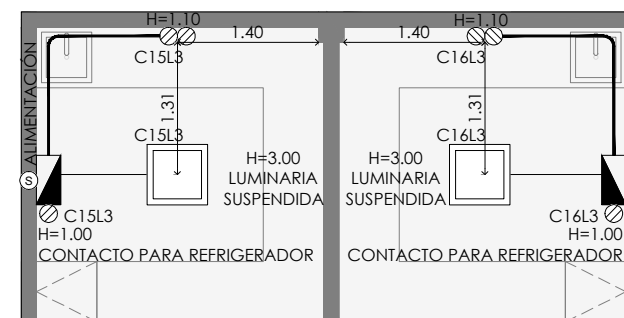 H=1.10
1.40
C15L3
ALIMENTACIÓN
1.31
C15L3
H=3.00
LUMINARIA
SUSPENDIDA
S
C15L3
H=1.00
CONTACTO PARA REFRIGERADOR
H=1.10
1.40
C16L3
1.31
C16L3
H=3.00
LUMINARIA
SUSPENDIDA
C16L3
H=1.00
CONTACTO PARA REFRIGERADOR